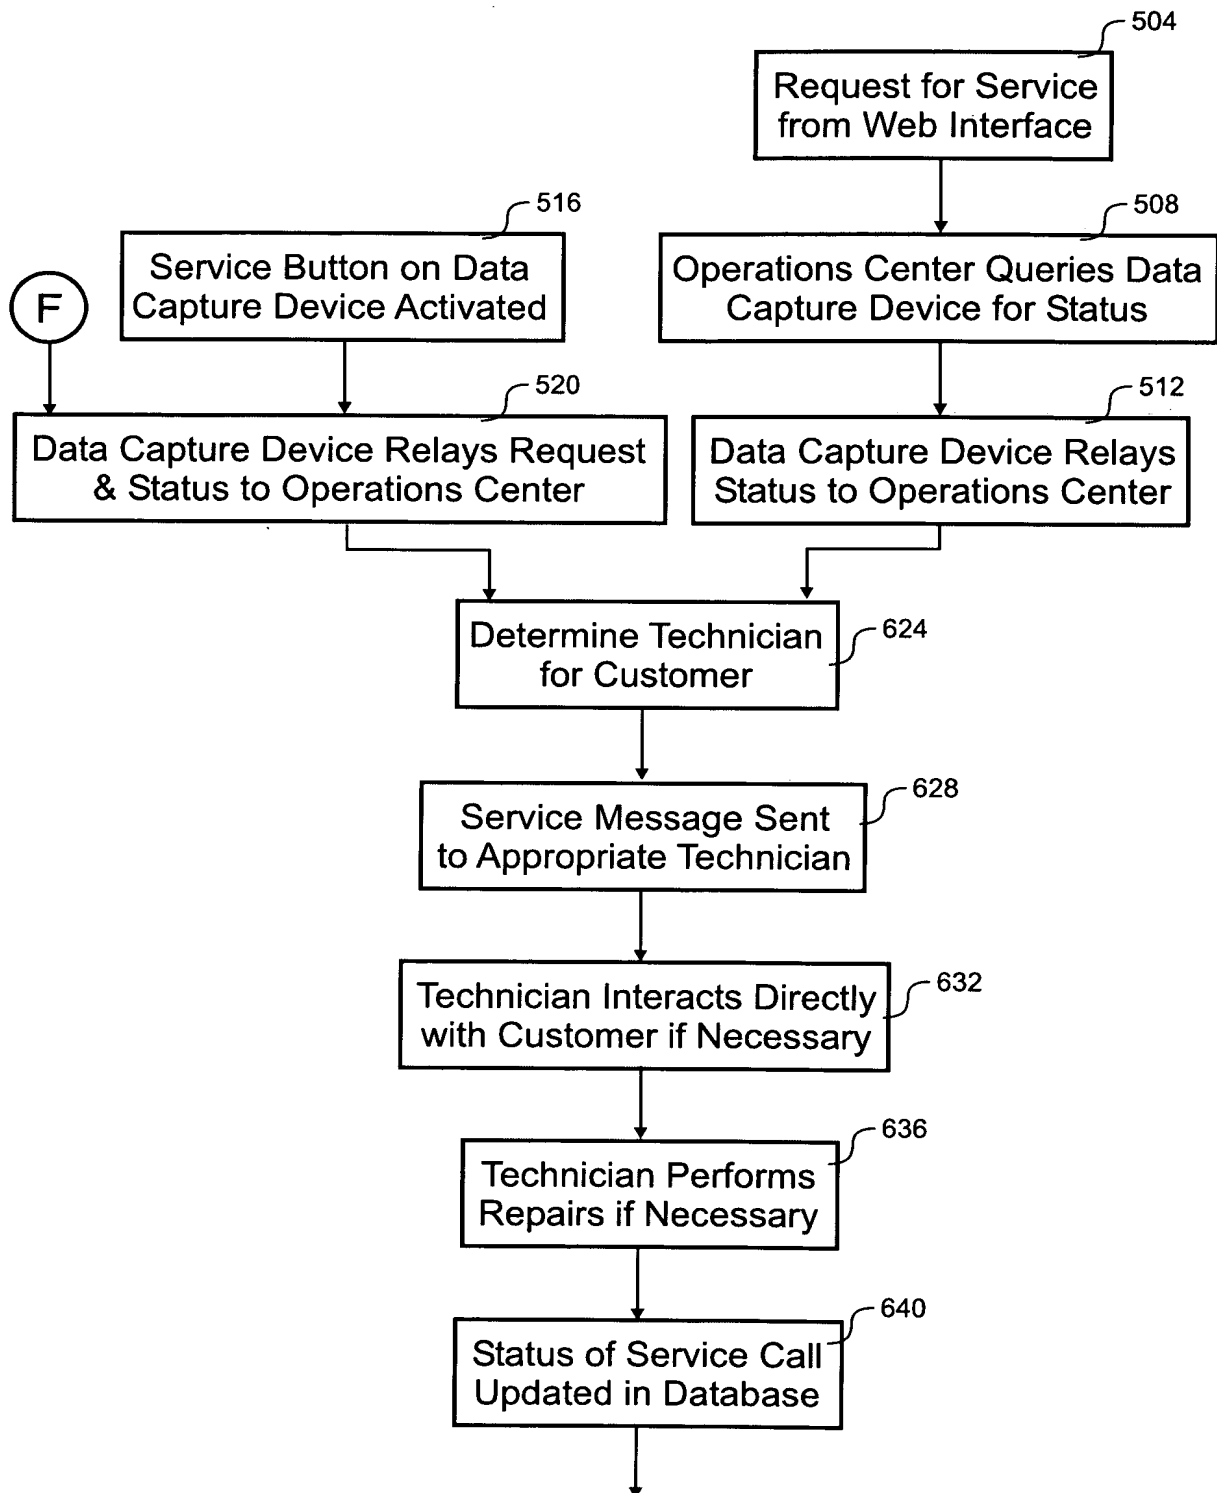 504
Request for Service
from Web Interface
516
Service Button on Data
Capture Device Activated
508
Operations Center Queries Data
Capture Device for Status
F
520
Data Capture Device Relays Request
& Status to Operations Center
512
Data Capture Device Relays
Status to Operations Center
624
Determine Technician
for Customer
628
Service Message Sent
to Appropriate Technician
632
Technician Interacts Directly
with Customer if Necessary
636
Technician Performs
Repairs if Necessary
640
Status of Service Call
Updated in Database